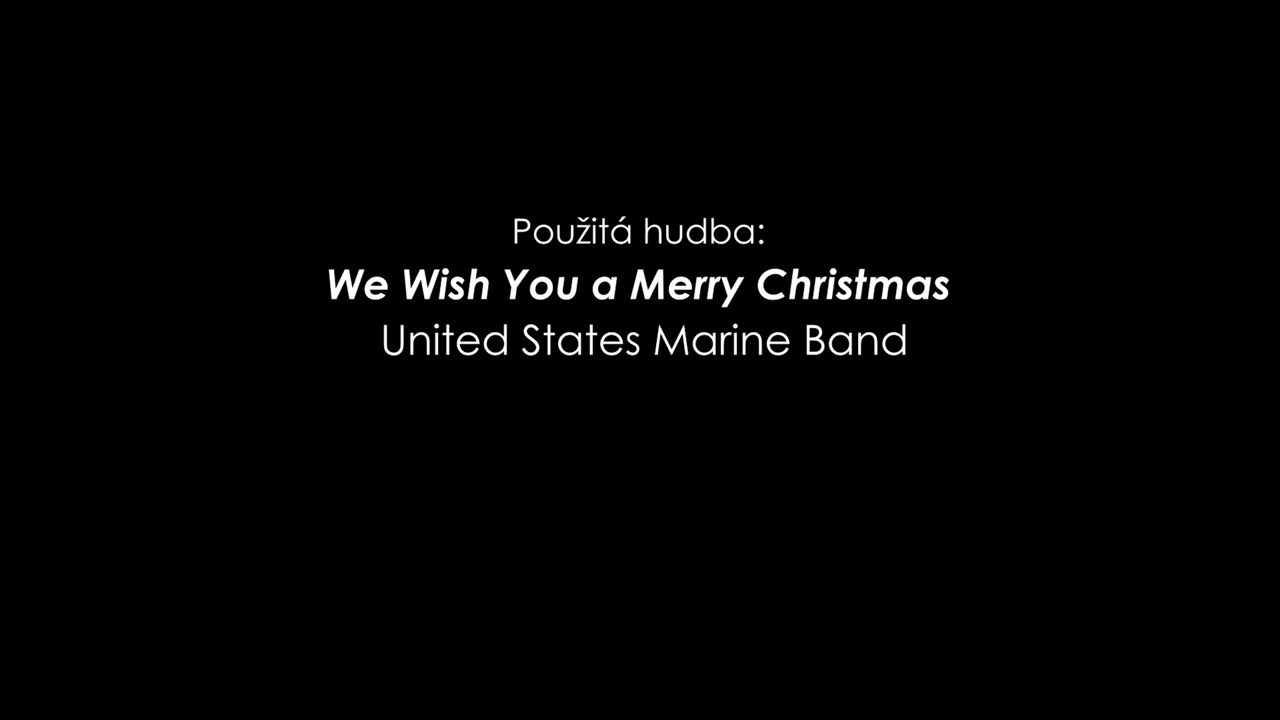 Použitá hudba:
We Wish You a Merry Christmas
United States Marine Band